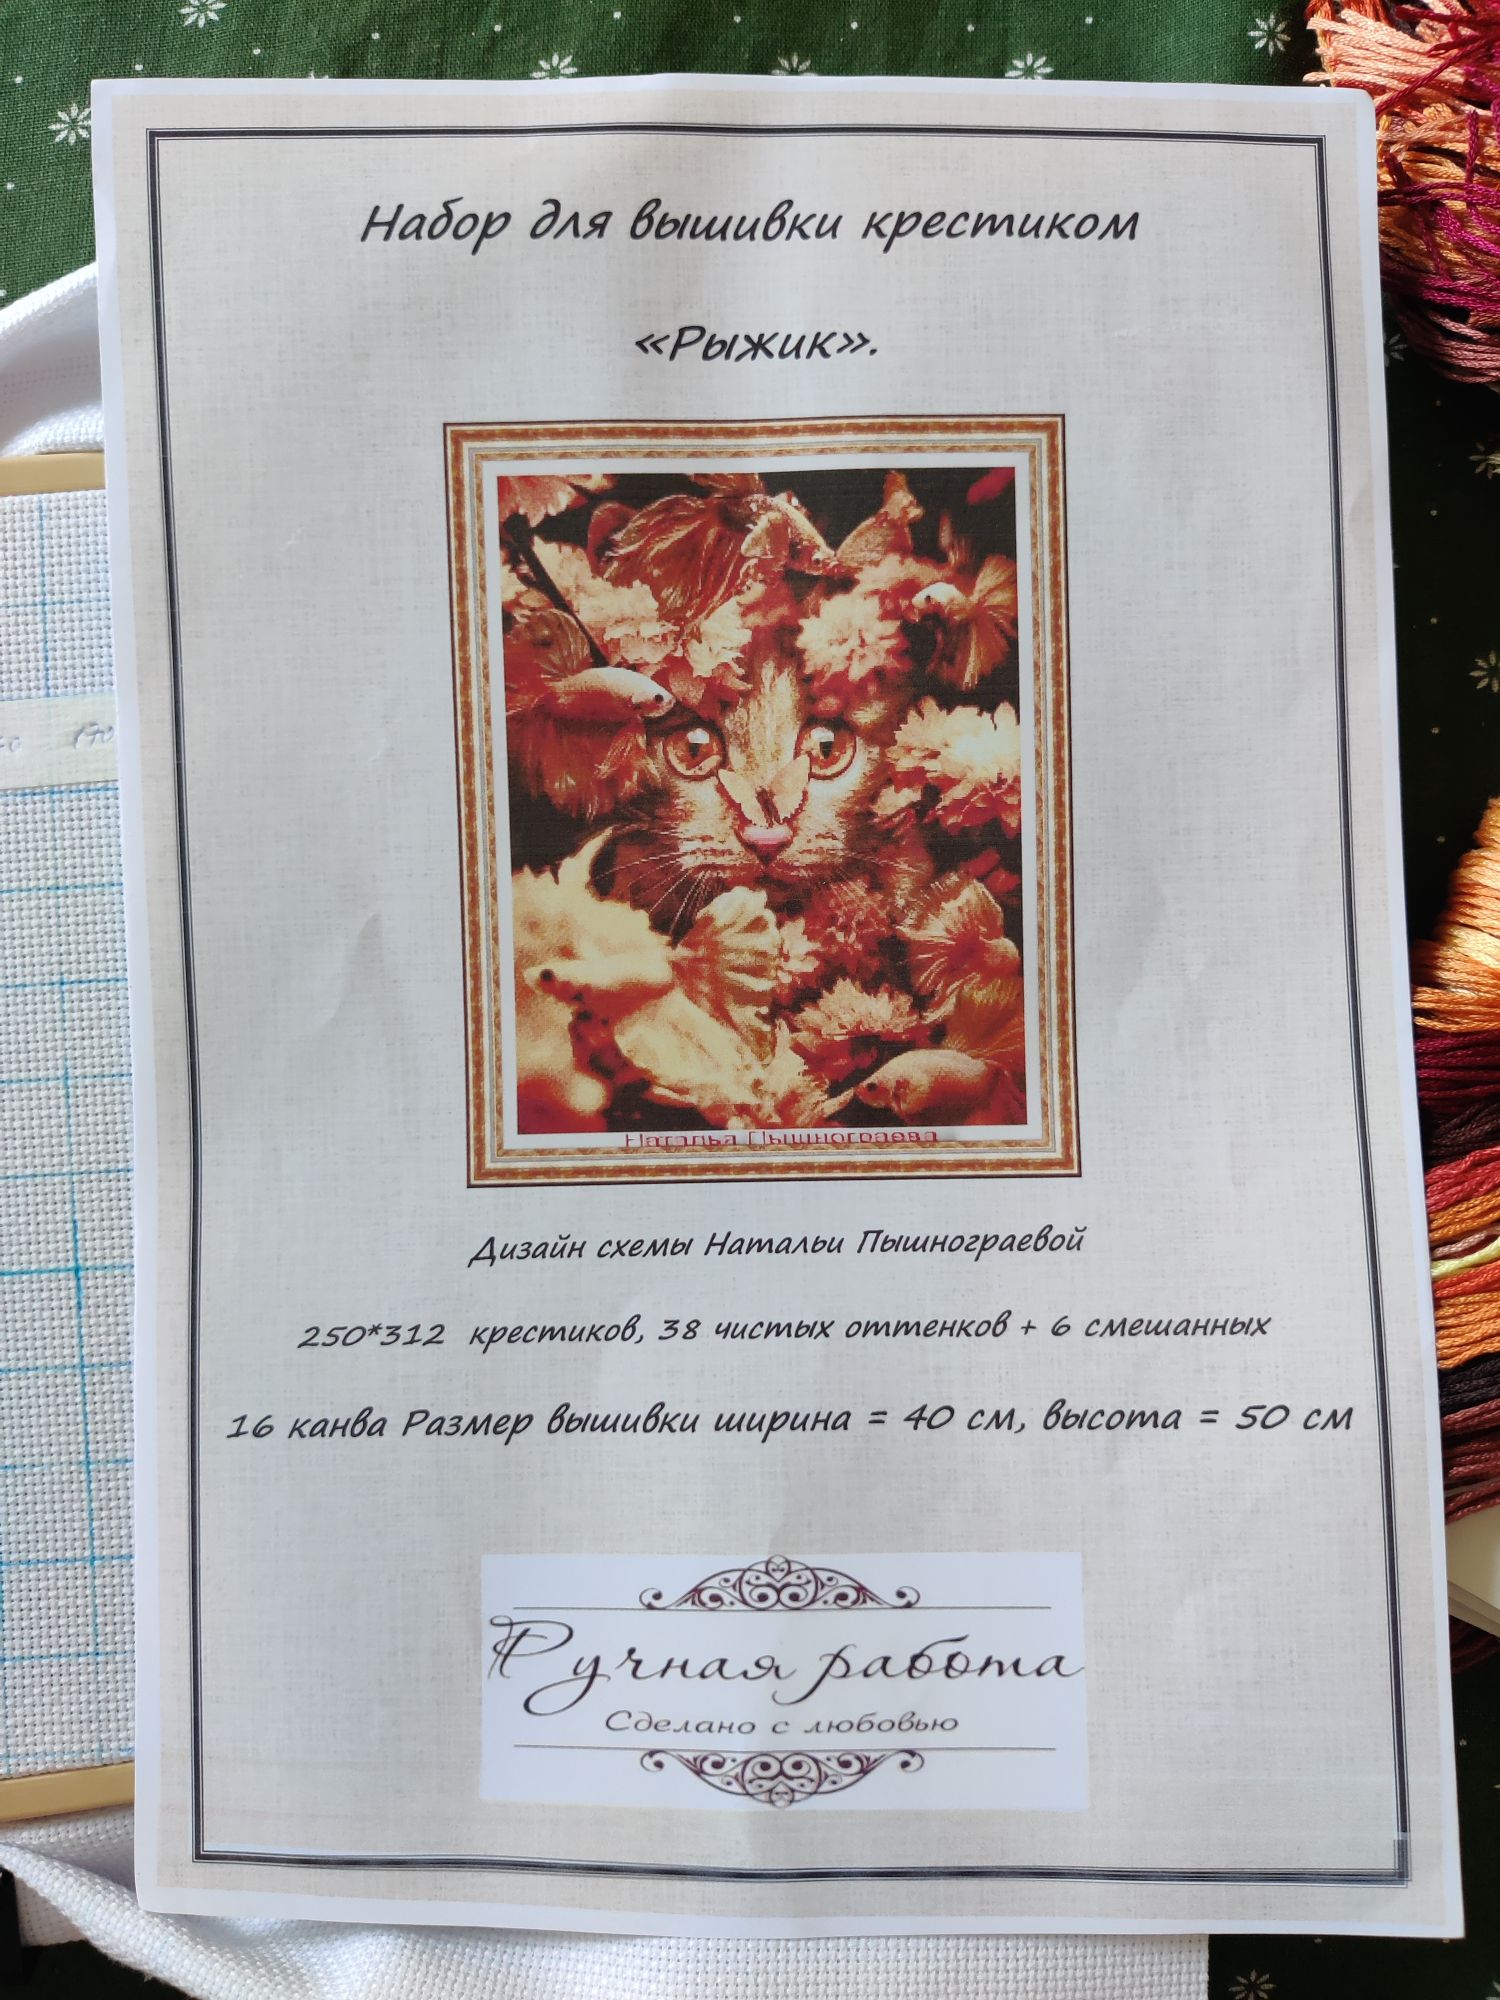 Набор для вышивки крестиком
«Рыжик».
Наталья Пышнограева
Дизайн схемы Натальи Пышнограевой
250*312 крестиков, 38 чистых оттенков + 6 смешанных
16 канва Размер вышивки ширина = 40 см, высота = 50 см
Ручная работа
Сделано с любовью
170